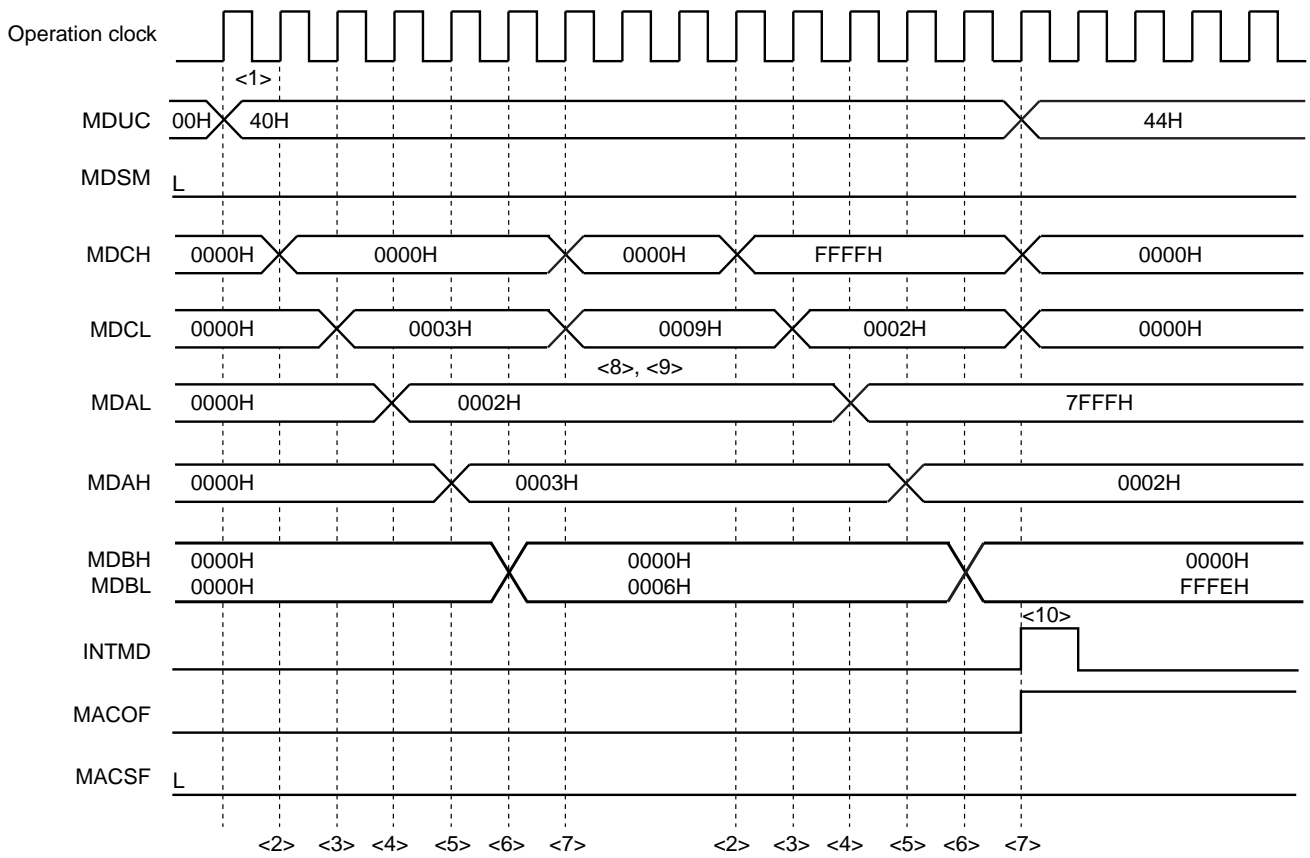 Operation clock
<1>
MDUC 00H 40H 44H
MDSM L
MDCH 0000H 0000H 0000H FFFFH 0000H
MDCL 0000H 0003H 0009H 0002H 0000H
<8>, <9>
MDAL 0000H 0002H 7FFFH
MDAH 0000H 0003H 0002H
MDBH 0000H 0000H 0000H
MDBL 0000H 0006H FFFEH
<10>
INTMD
MACOF
MACSF L
<2> <3> <4> <5> <6> <7> <2> <3> <4> <5> <6> <7>